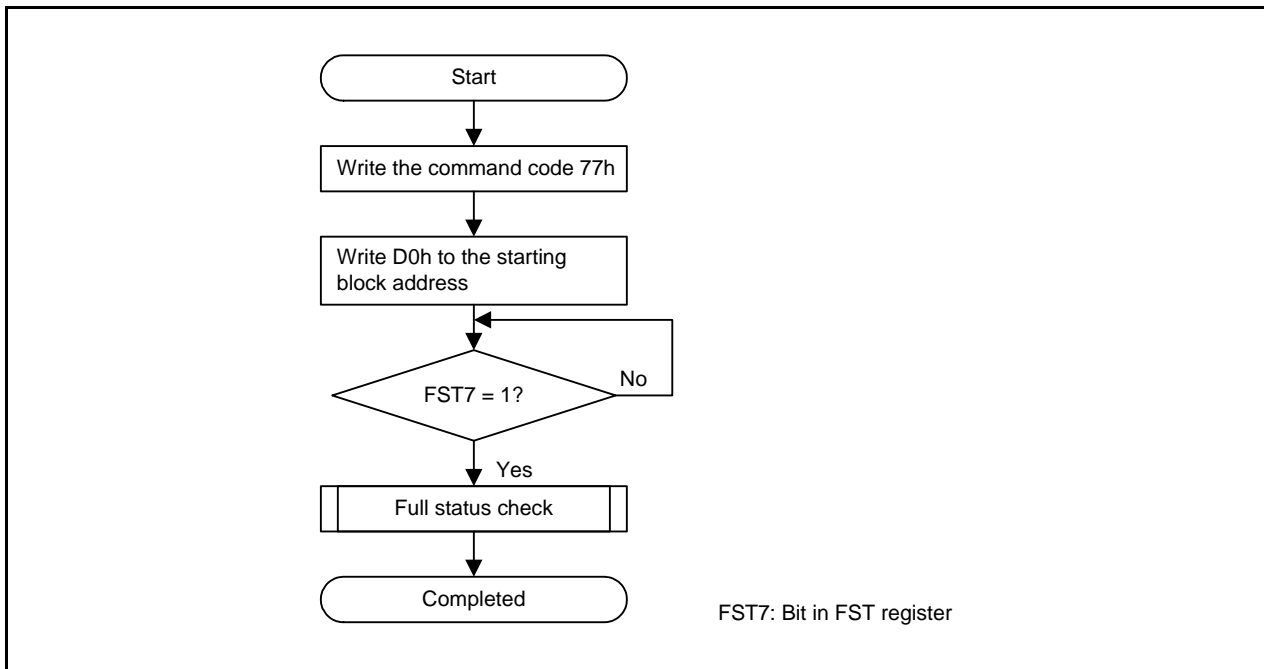 Start
Write the command code 77h
Write D0h to the starting
block address
FST7 = 1?
No
Yes
Full status check
Completed
FST7: Bit in FST register